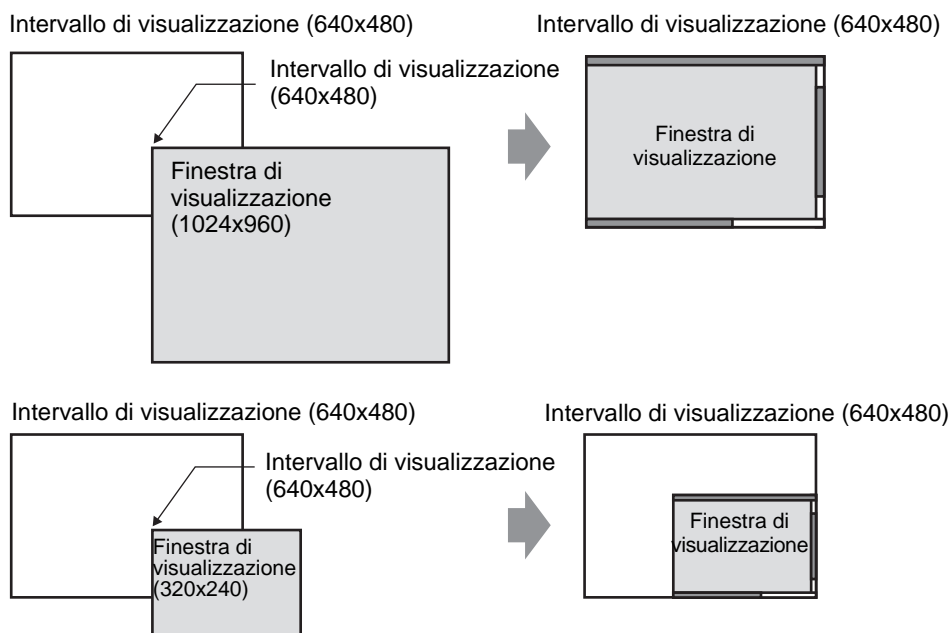 Intervallo di visualizzazione (640x480)
Intervallo di visualizzazione (640x480)
Intervallo di visualizzazione
(640x480)
Finestra di
visualizzazione
(1024x960)
Finestra di
visualizzazione
Intervallo di visualizzazione (640x480)
Intervallo di visualizzazione (640x480)
Intervallo di visualizzazione
(640x480)
Finestra di
visualizzazione
(320x240)
Finestra di
visualizzazione